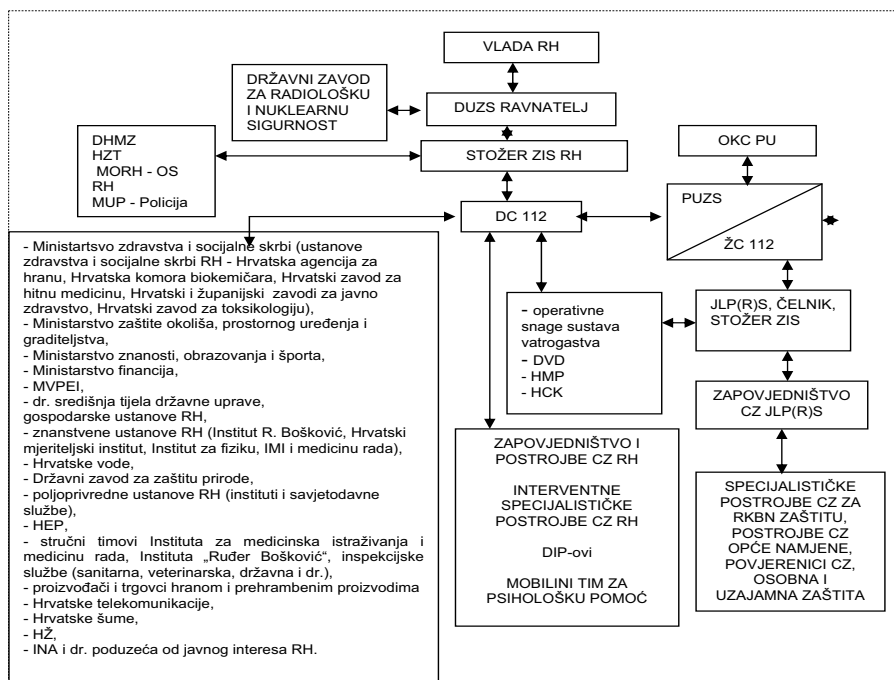 VLADA RH
DRŽAVNI ZAVOD
ZA RADIOLOŠKU
I NUKLEARNU
SIGURNOST
DUZS RAVNATELJ
DHMZ
HZT
MORH - OS
RH
MUP - Policija
STOŽER ZIS RH
OKC PU
DC 112
PUZS
ŽC 112
- Ministartsvo zdravstva i socijalne skrbi (ustanove
zdravstva i socijalne skrbi RH - Hrvatska agencija za
hranu, Hrvatska komora biokemičara, Hrvatski zavod za
hitnu medicinu, Hrvatski i županijski zavodi za javno
zdravstvo, Hrvatski zavod za toksikologiju),
- Ministarstvo zaštite okoliša, prostornog uređenja i
graditeljstva,
- Ministarstvo znanosti, obrazovanja i športa,
- Ministarstvo financija,
- MVPEI,
- dr. središnja tijela državne uprave,
gospodarske ustanove RH,
- znanstvene ustanove RH (Institut R. Bošković, Hrvatski
mjeriteljski institut, Institut za fiziku, IMI i medicinu rada),
- Hrvatske vode,
- Državni zavod za zaštitu prirode,
- poljoprivredne ustanove RH (instituti i savjetodavne
službe),
- HEP,
- stručni timovi Instituta za medicinska istraživanja i
medicinu rada, Instituta „Ruđer Bošković“, inspekcijske
službe (sanitarna, veterinarska, državna i dr.),
- proizvođači i trgovci hranom i prehrambenim proizvodima
- Hrvatske telekomunikacije,
- Hrvatske šume,
- HŽ,
- INA i dr. poduzeća od javnog interesa RH.
- operativne
snage sustava
vatrogastva
- DVD
- HMP
- HCK
JLP(R)S, ČELNIK,
STOŽER ZIS
ZAPOVJEDNIŠTVO
CZ JLP(R)S
ZAPOVJEDNIŠTVO I
POSTROJBE CZ RH
INTERVENTNE
SPECIJALISTIČKE
POSTROJBE CZ RH
DIP-ovi
MOBILINI TIM ZA
PSIHOLOŠKU POMOĆ
SPECIJALISTIČKE
POSTROJBE CZ ZA
RKBN ZAŠTITU,
POSTROJBE CZ
OPĆE NAMJENE,
POVJERENICI CZ,
OSOBNA I
UZAJAMNA ZAŠTITA